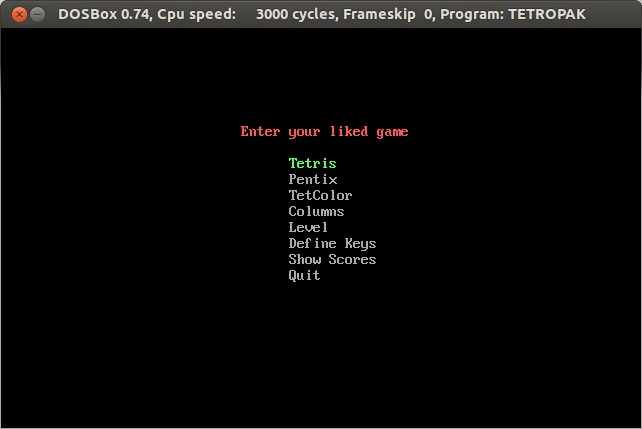 DOSBox 0.74, Cpu speed: 3000 cycles, Frameskip 0, Program: TETROPAK
Enter your liked game
Tetris
Pentix
TetColor
Columns
Level
Define Keys
Show Scores
Quit